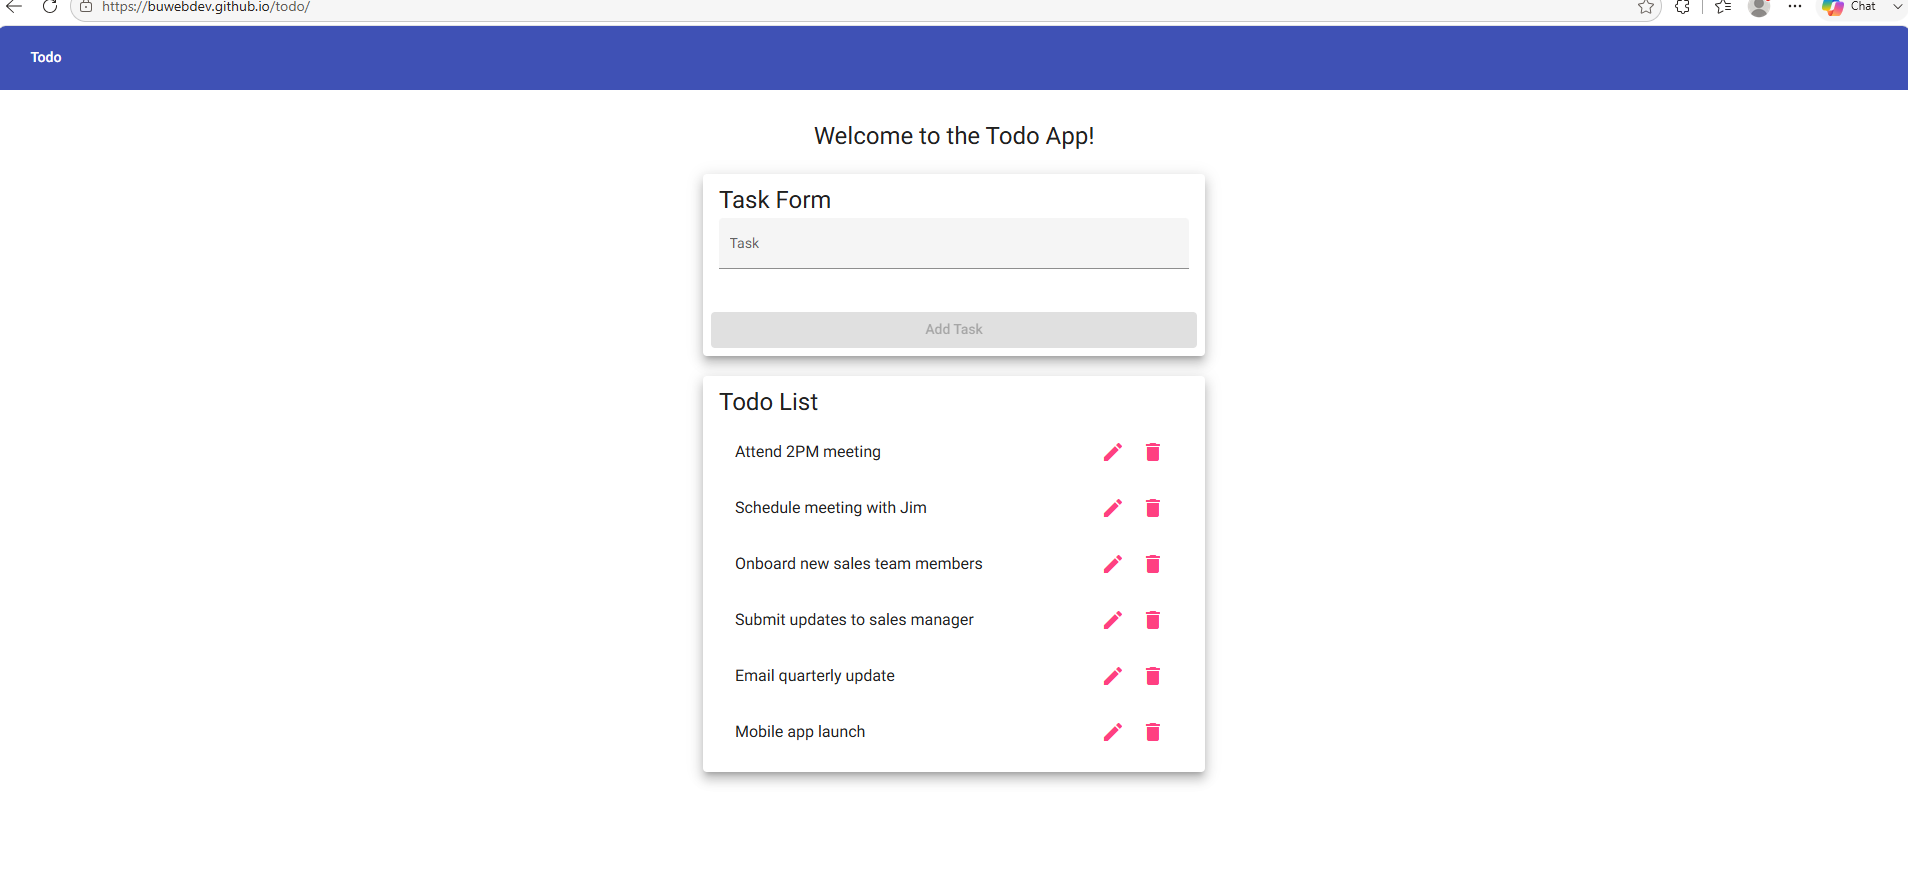 https://buwebdev.github.io/todo/
Chat
Todo
Welcome to the Todo App!
Task Form
Task
Add Task
Todo List
Attend 2PM meeting
Schedule meeting with Jim
Onboard new sales team members
Submit updates to sales manager
Email quarterly update
Mobile app launch